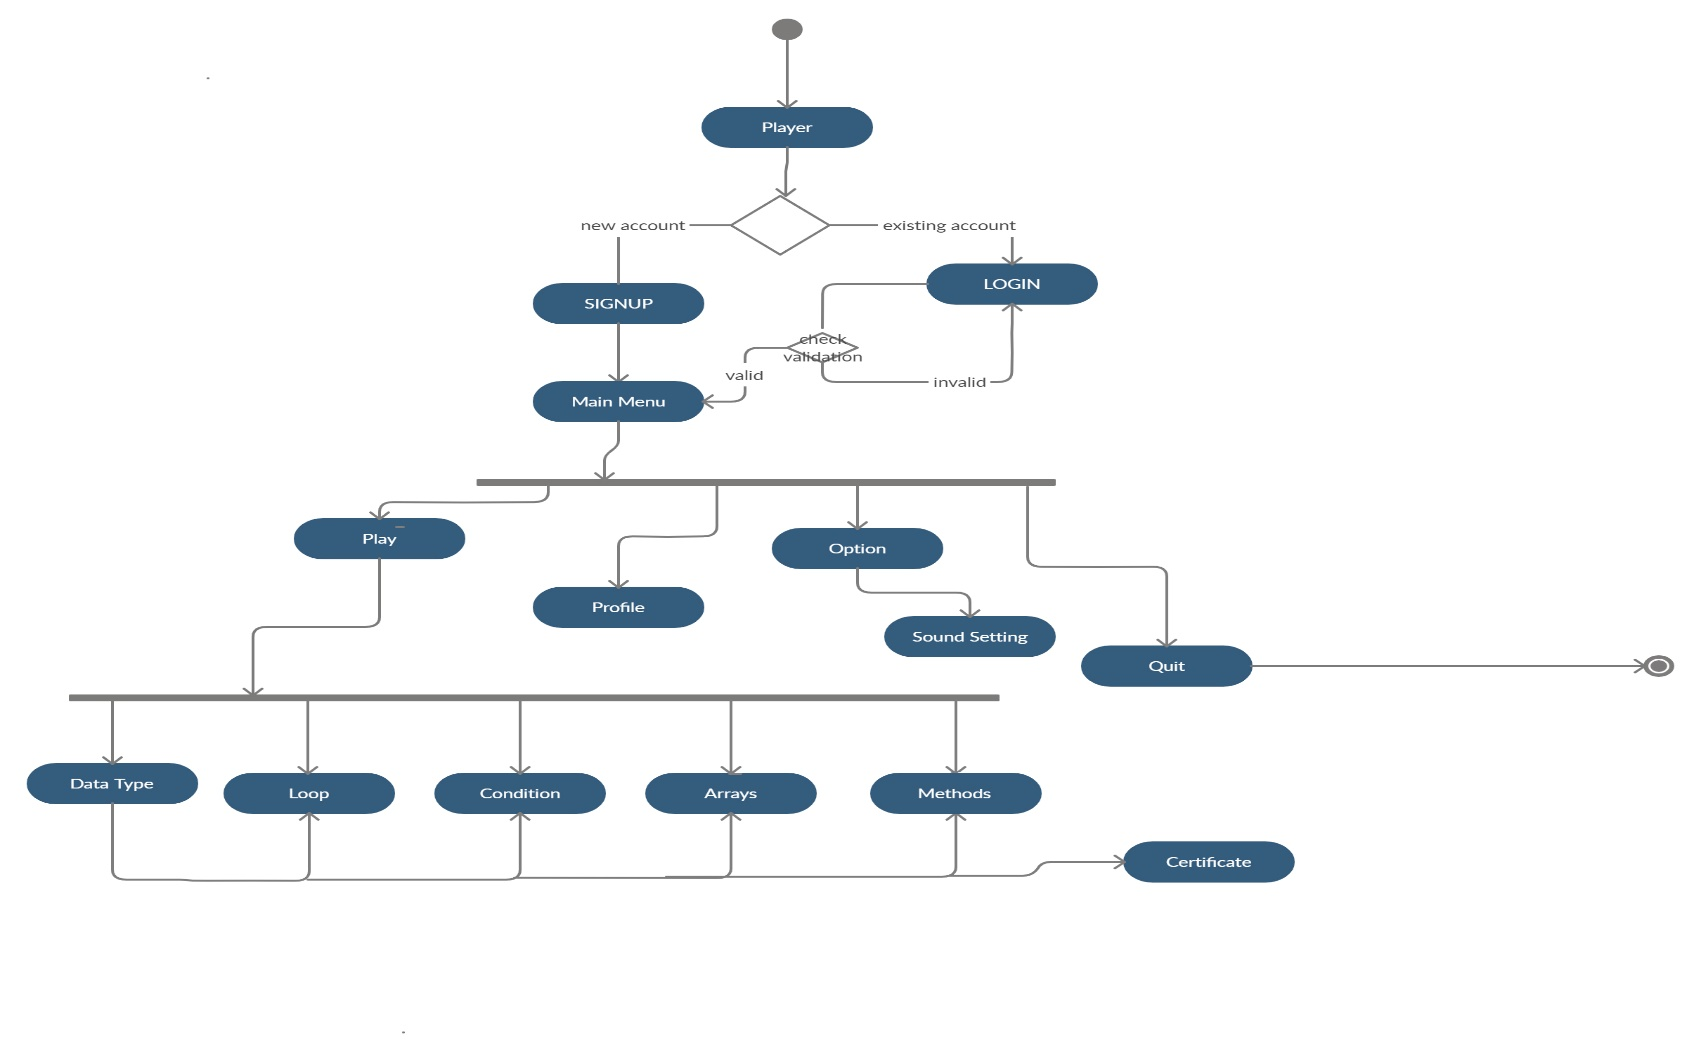 Player
new account
existing account
LOGIN
SIGNUP
check
validation
valid
invalid
Main Menu
Play
Option
Profile
Sound Setting
Quit
Data Type
Loop
Condition
Arrays
Methods
Certificate